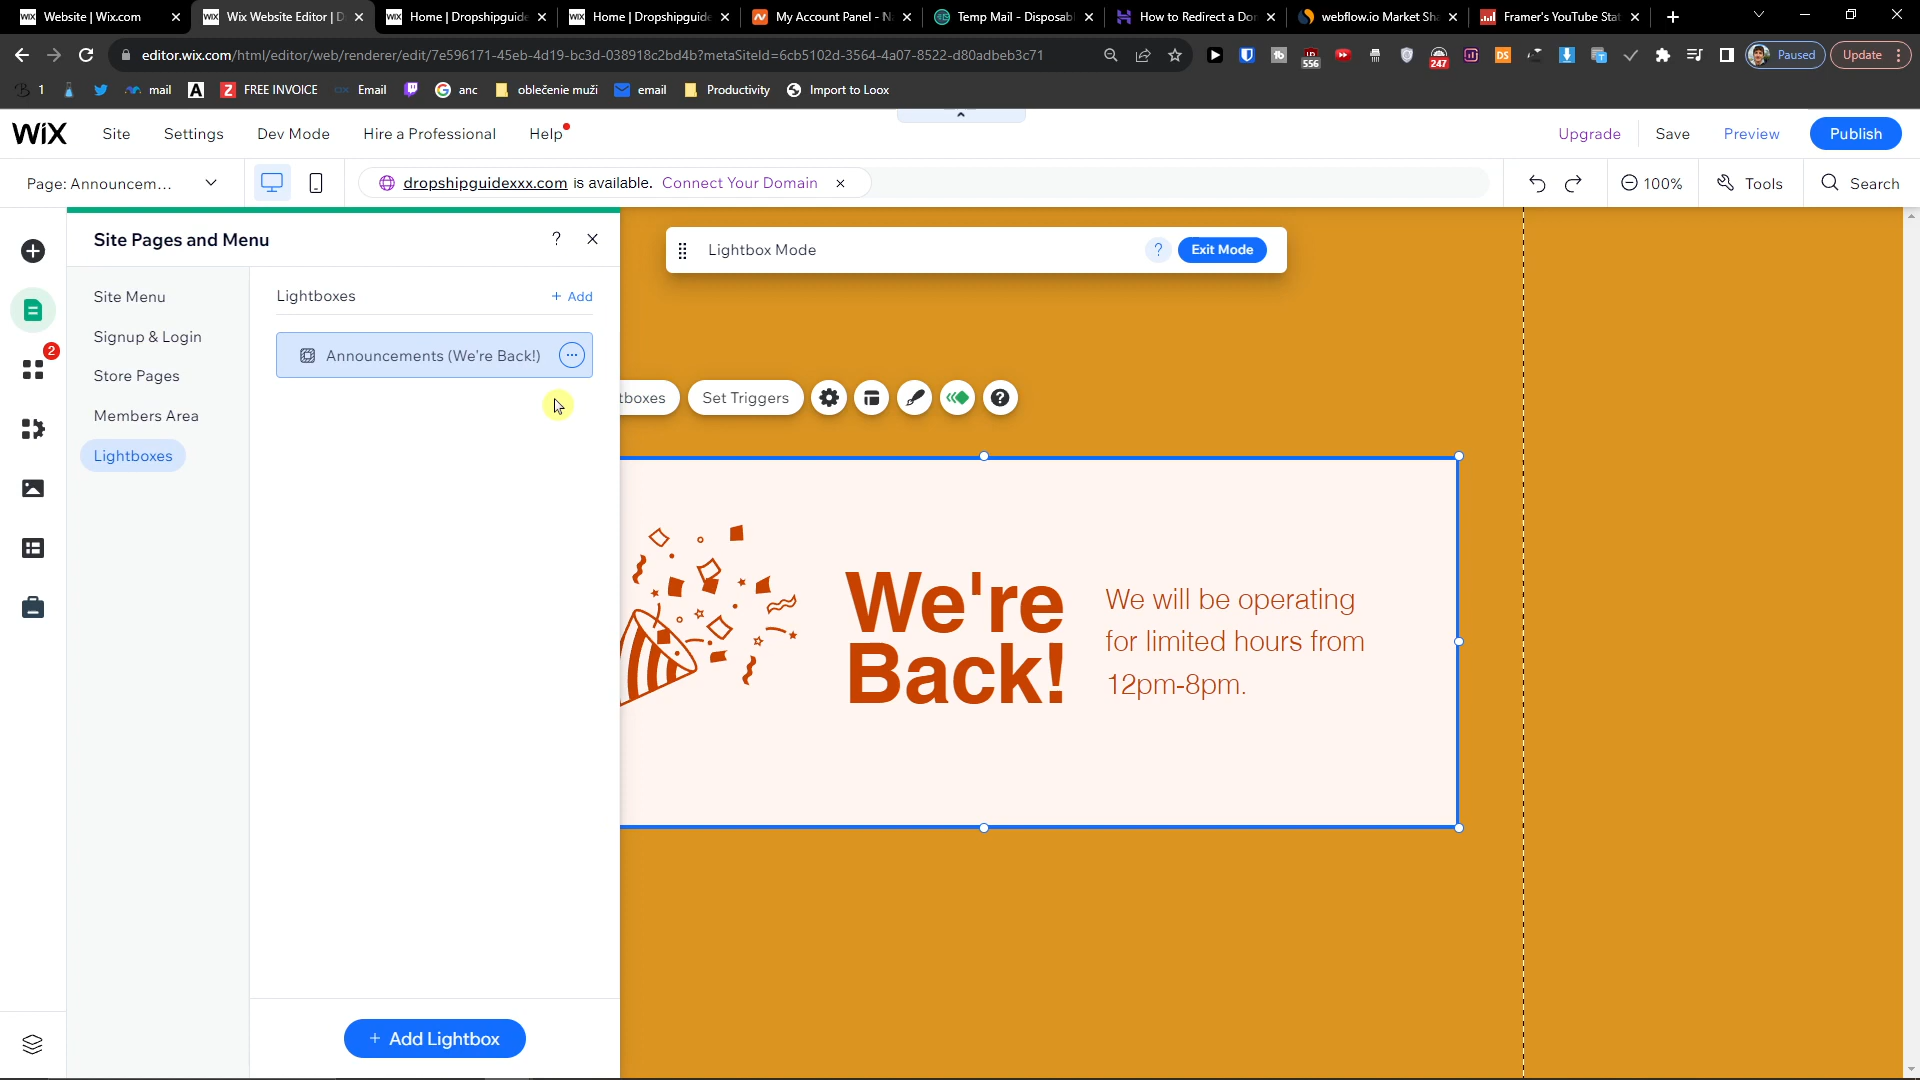 Website | Wix.com
Wix Website Editor | D
Home | Dropshipguide
Home | Dropshipguide
My Account Panel - N
Temp Mail - Disposabl
How to Redirect a Dor
webflow.io Market Sh
Framer's YouTube Stat
editor.wix.com/html/editor/web/renderer/edit/7e596171-45eb-4d19-bc3d-038918c2bd4b?metaSiteId=6cb5102d-3564-4a07-8522-d80adbeb3c71
556
247
Paused
Update
1
mail
FREE INVOICE
Email
anc
oblečenie muži
email
Productivity
Import to Loox
WIX
Site
Settings
Dev Mode
Hire a Professional
Help
Upgrade
Save
Preview
Publish
Page: Announcem...
dropshipguidexxx.com is available. Connect Your Domain
100%
Tools
Search
Site Pages and Menu
?
Lightbox Mode
?
Exit Mode
Site Menu
Signup & Login
Store Pages
Members Area
Lightboxes
2
Lightboxes
+ Add
Announcements (We're Back!)
tboxes
Set Triggers
We're
Back!
We will be operating
for limited hours from
12pm-8pm.
+ Add Lightbox